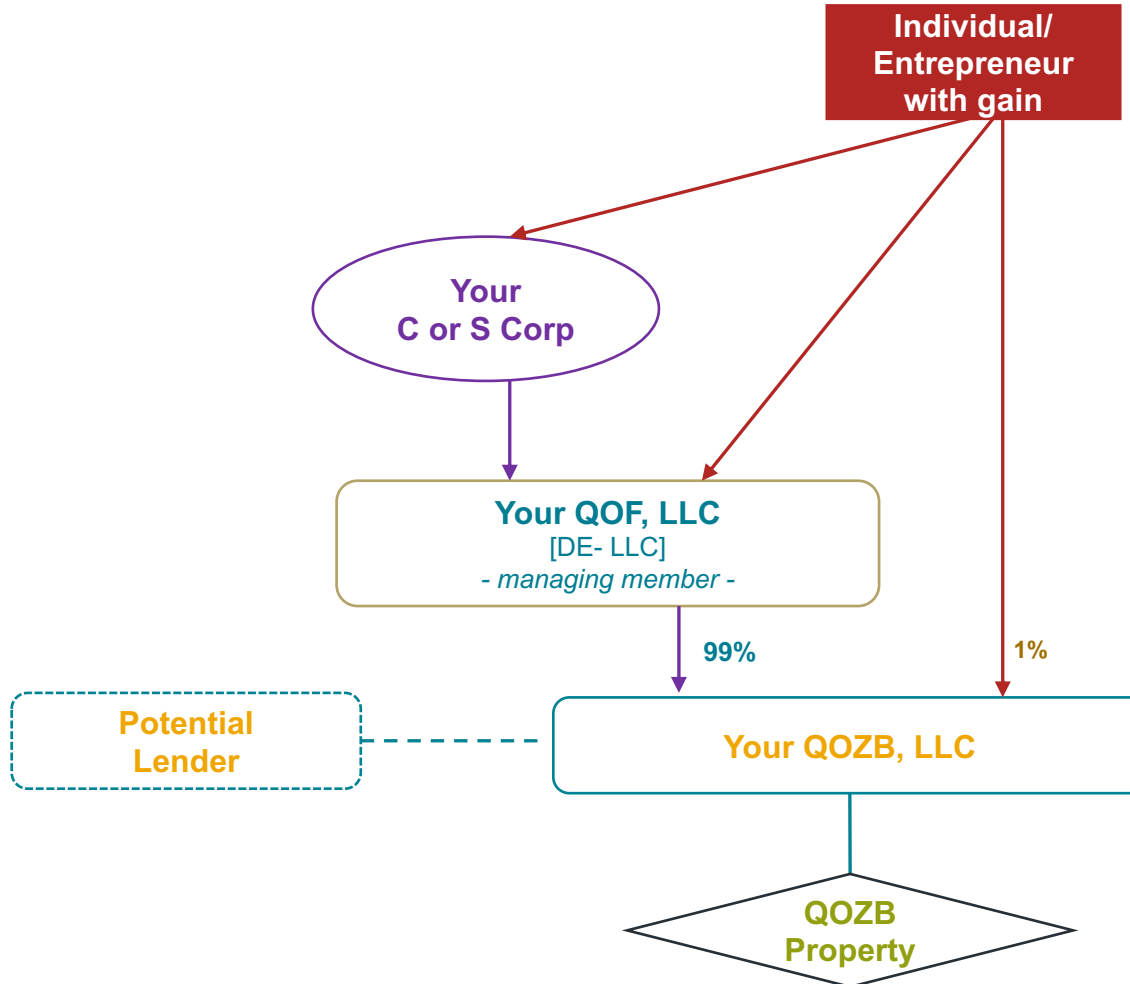 Individual/
Entrepreneur
with gain
Your
C or S Corp
Your QOF, LLC
[DE- LLC]
- managing member -
99%
1%
Potential
Lender
Your QOZB, LLC
QOZB
Property